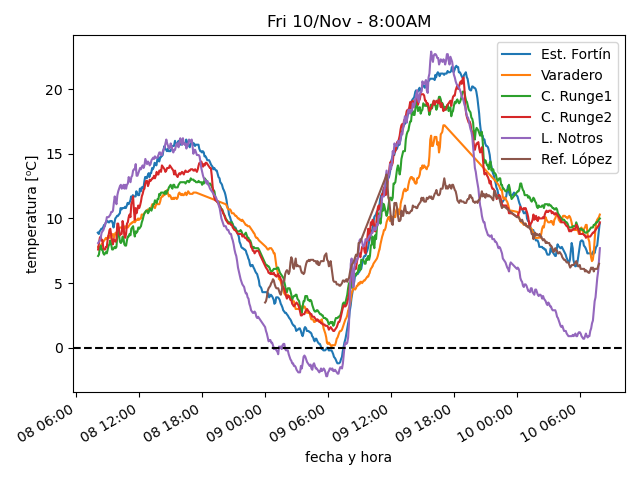 Fri 10/Nov - 8:00AM
Est. Fortín
Varadero
C. Runge1
C. Runge2
L. Notros
Ref. López
temperatura [ºC]
20
15
10
5
0
08 06:00
08 12:00
08 18:00
09 00:00
09 06:00
09 12:00
09 18:00
10 00:00
10 06:00
fecha y hora